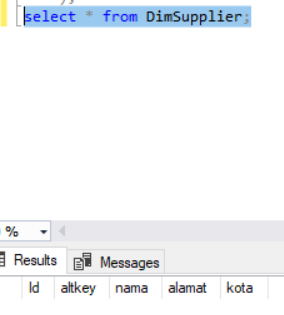 select * from DimSupplier;
%
Results Messages
Id altkey nama alamat kota